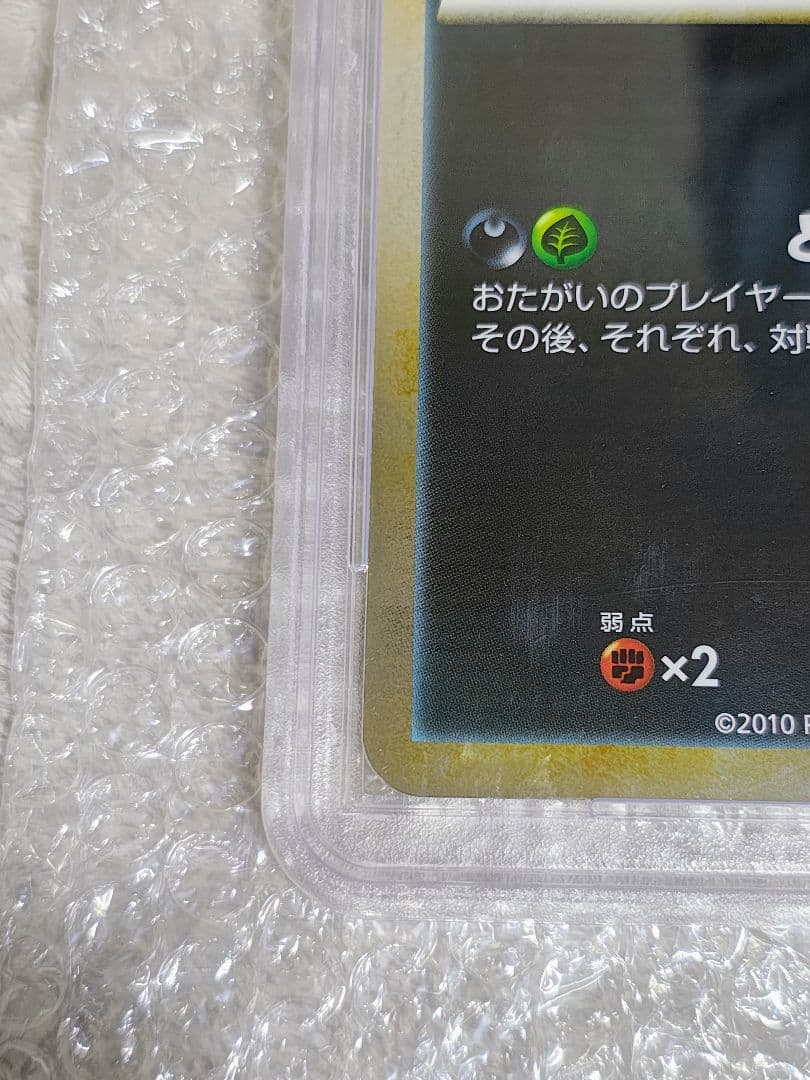 おたがいのプレイヤー
その後、それぞれ、対
弱点
×2
©2010